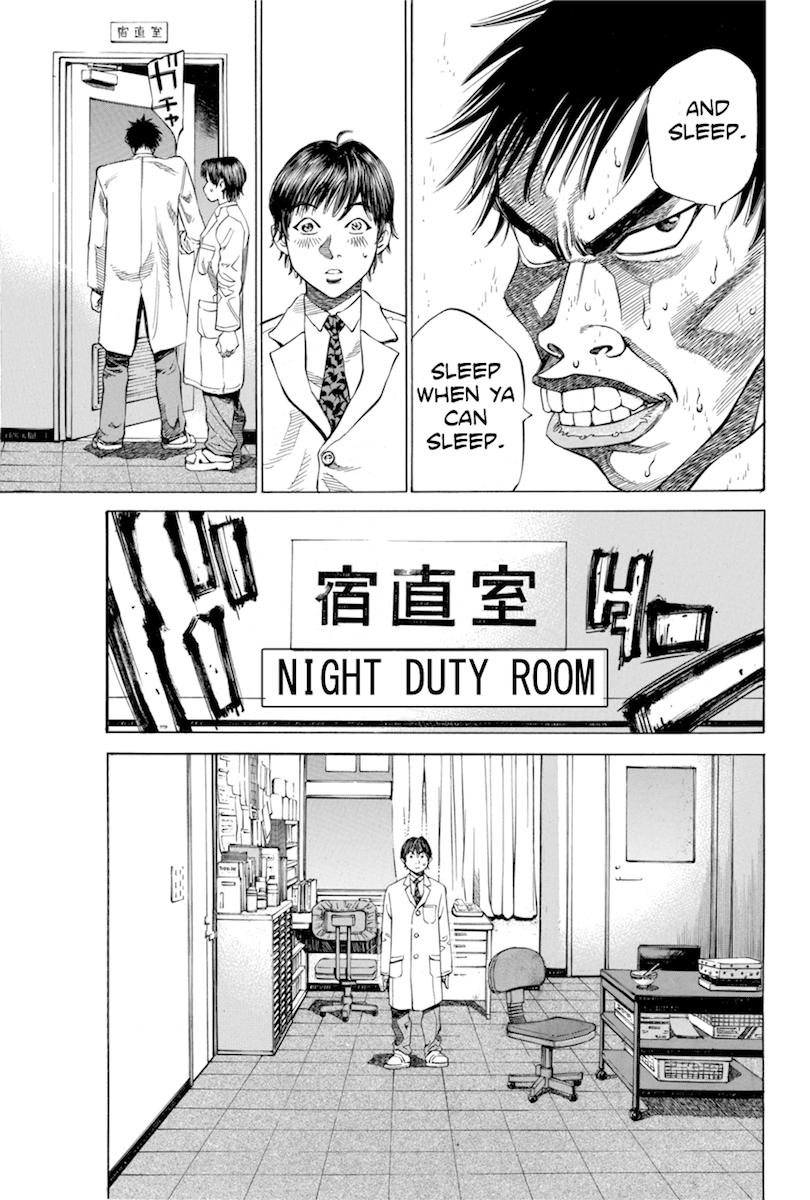 AND
SLEEP.
SLEEP
WHEN YA
CAN
SLEEP.
宿直室
ガチャ
宿直室
NIGHT DUTY ROOM